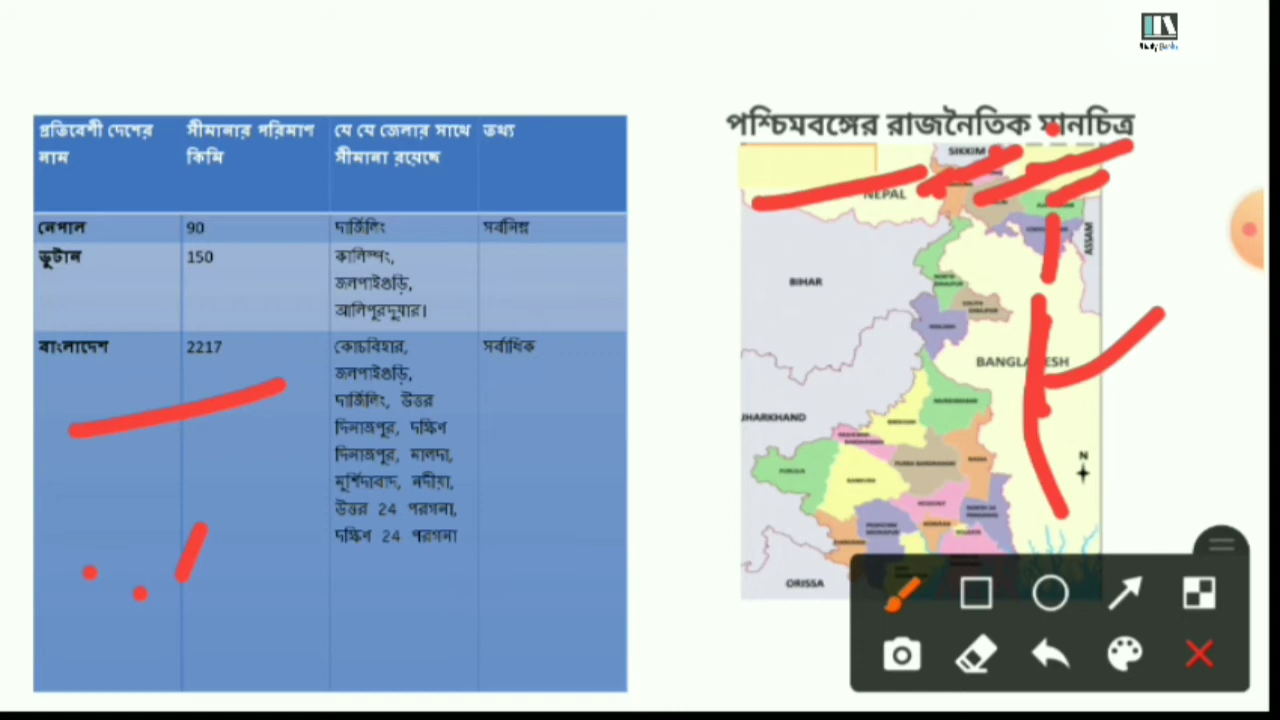 Study Books
পশ্চিমবঙ্গের রাজনৈতিক মানচিত্র
প্রতিবেশী দেশের নাম
সীমানার পরিমাণ কিমি
যে যে জেলার সাথে সীমানা রয়েছে
তথ্য
নেপাল
90
দার্জিলিং
সর্বনিম্ন
ভুটান
150
কালিম্পং,
জলপাইগুড়ি,
আলিপুরদুয়ার।
বাংলাদেশ
2217
কোচবিহার,
জলপাইগুড়ি,
দার্জিলিং, উত্তর
দিনাজপুর, দক্ষিণ
দিনাজপুর, মালদা,
মুর্শিদাবাদ, নদীয়া,
উত্তর 24 পরগনা,
দক্ষিণ 24 পরগনা
সর্বাধিক
SIKKIM
NEPAL
ASSAM
BIHAR
BANGLADESH
JHARKHAND
N
ORISSA